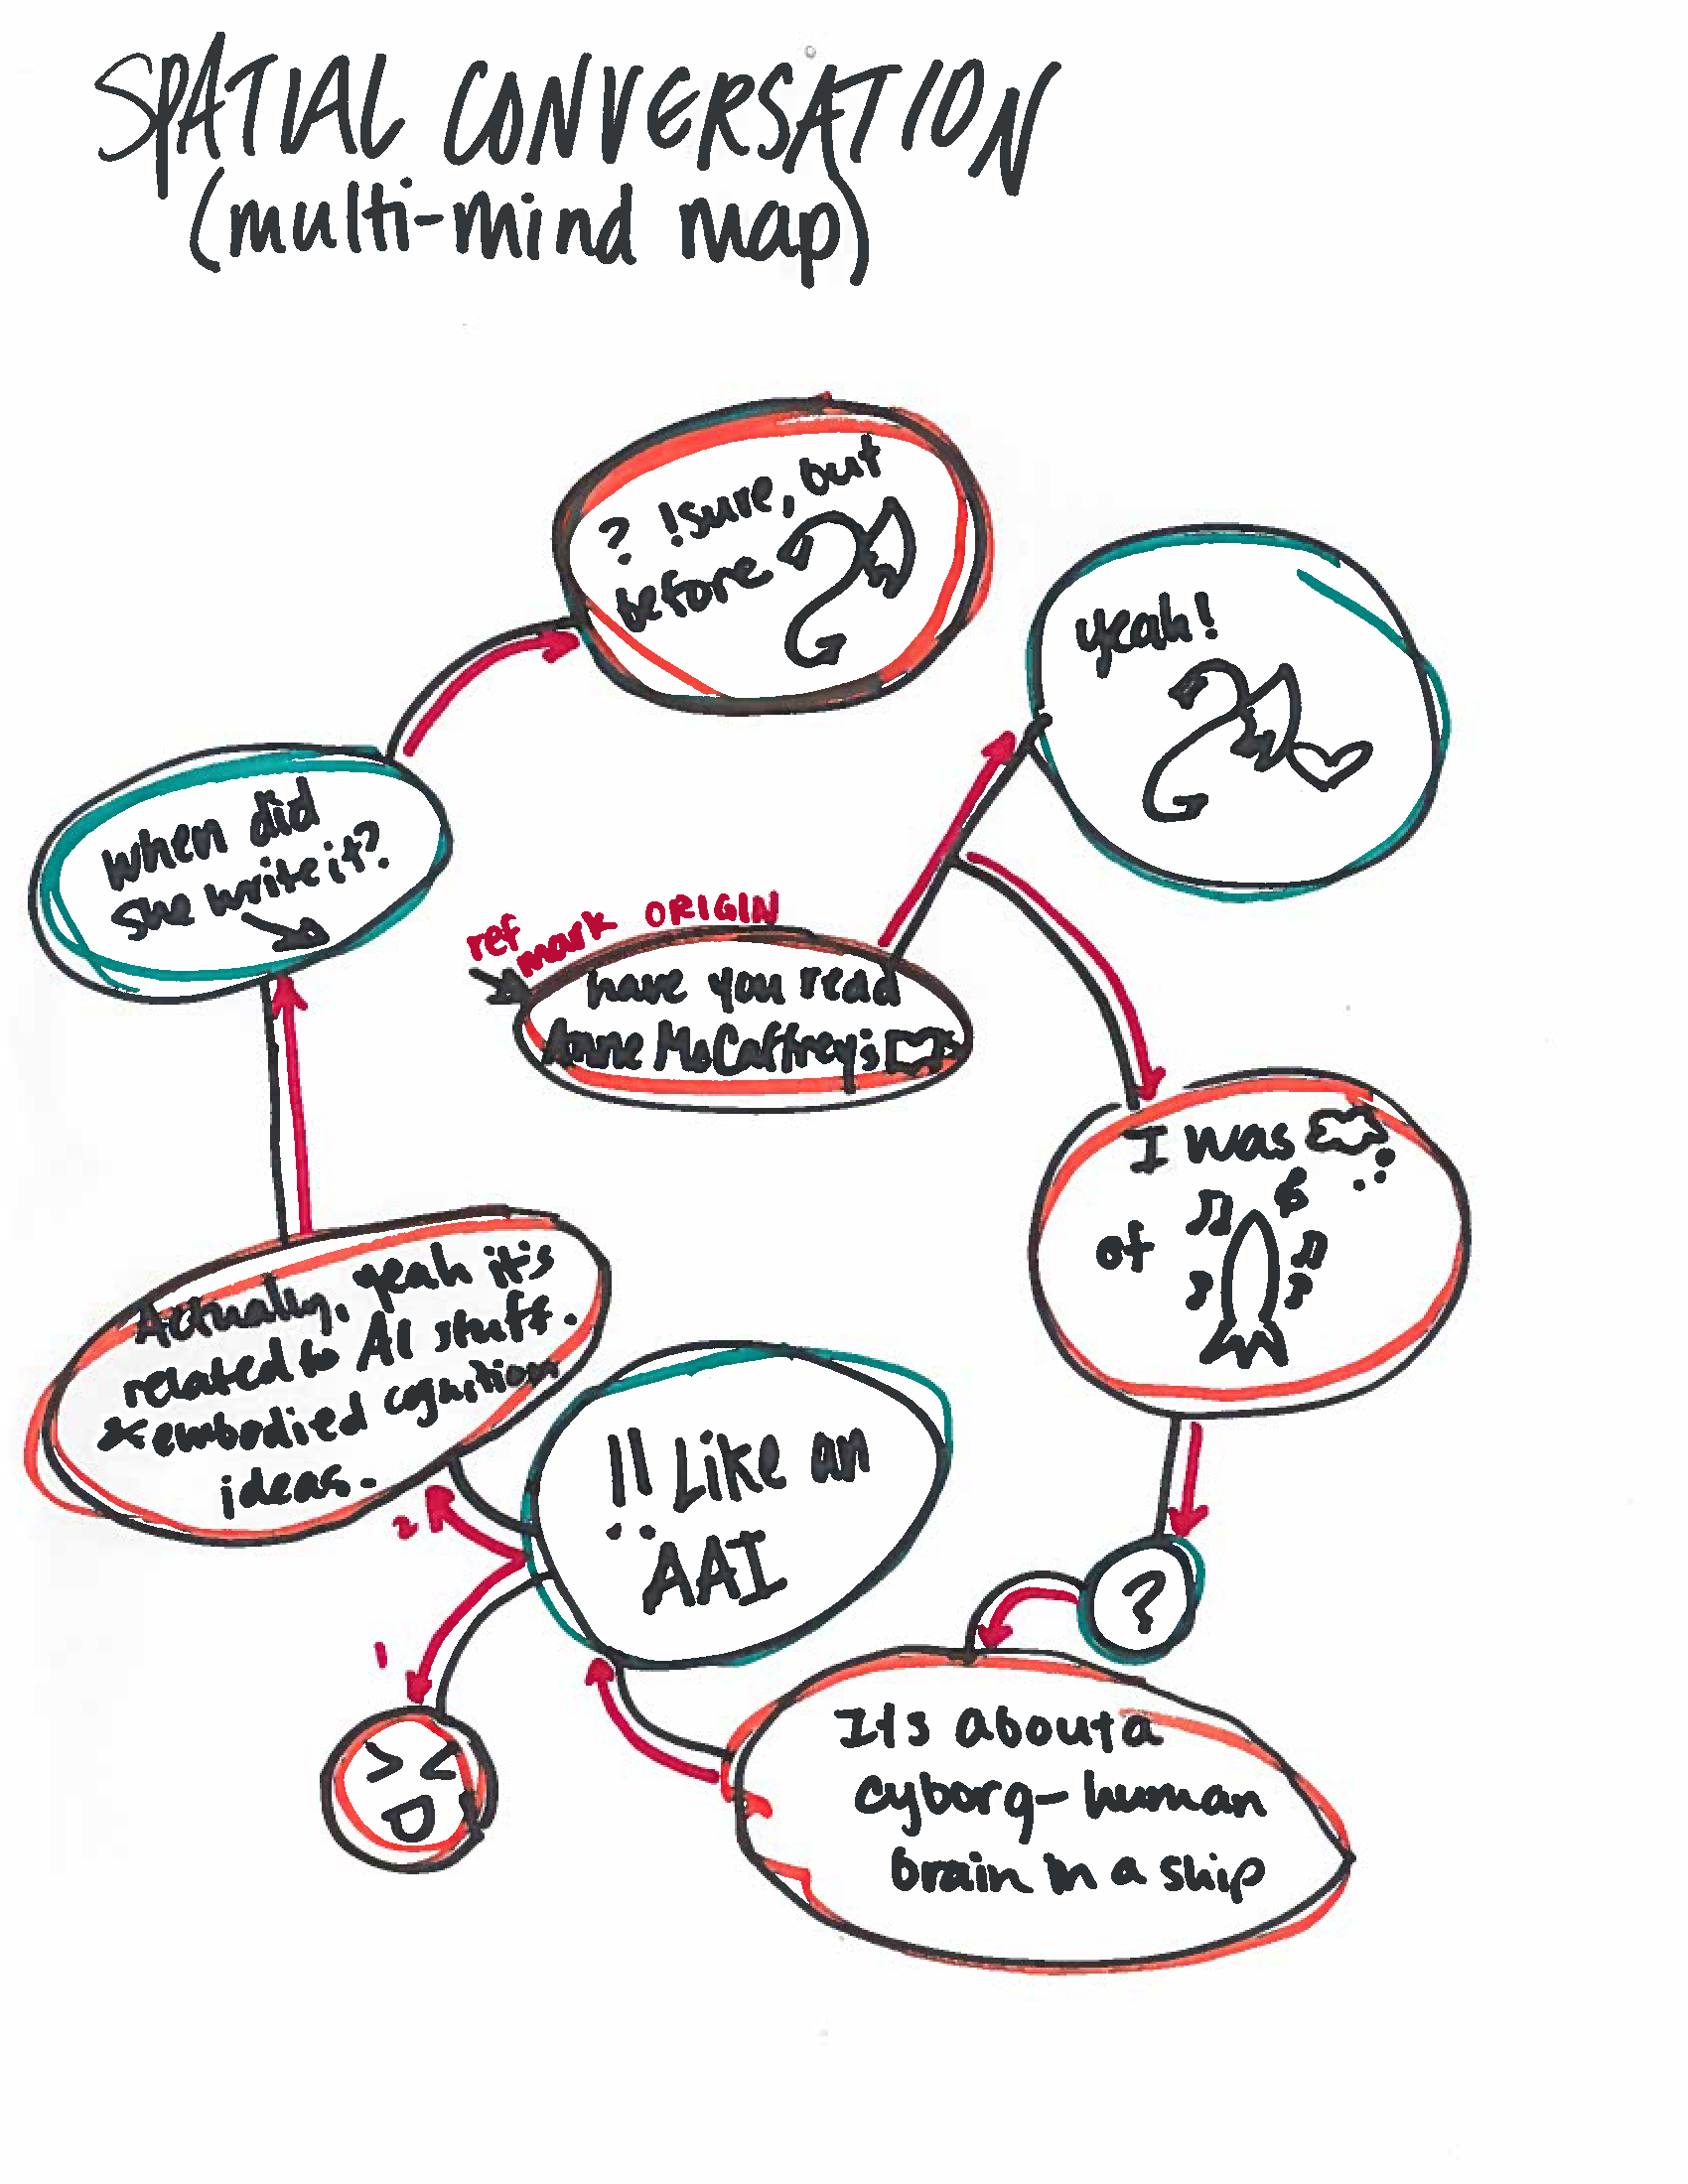 SPATIAL CONVERSATION
(multi-mind map)
? !sure, but
before
yeah!
When did
she write it?
ref
mark ORIGIN
have you read
Anne McCaffrey's
I was
of
Actually, yeah it's
related to AI stuff.
& embodied cognition
ideas.
!! Like an
AAI
2
?
1
Its about a
cyborg-human
brain in a ship